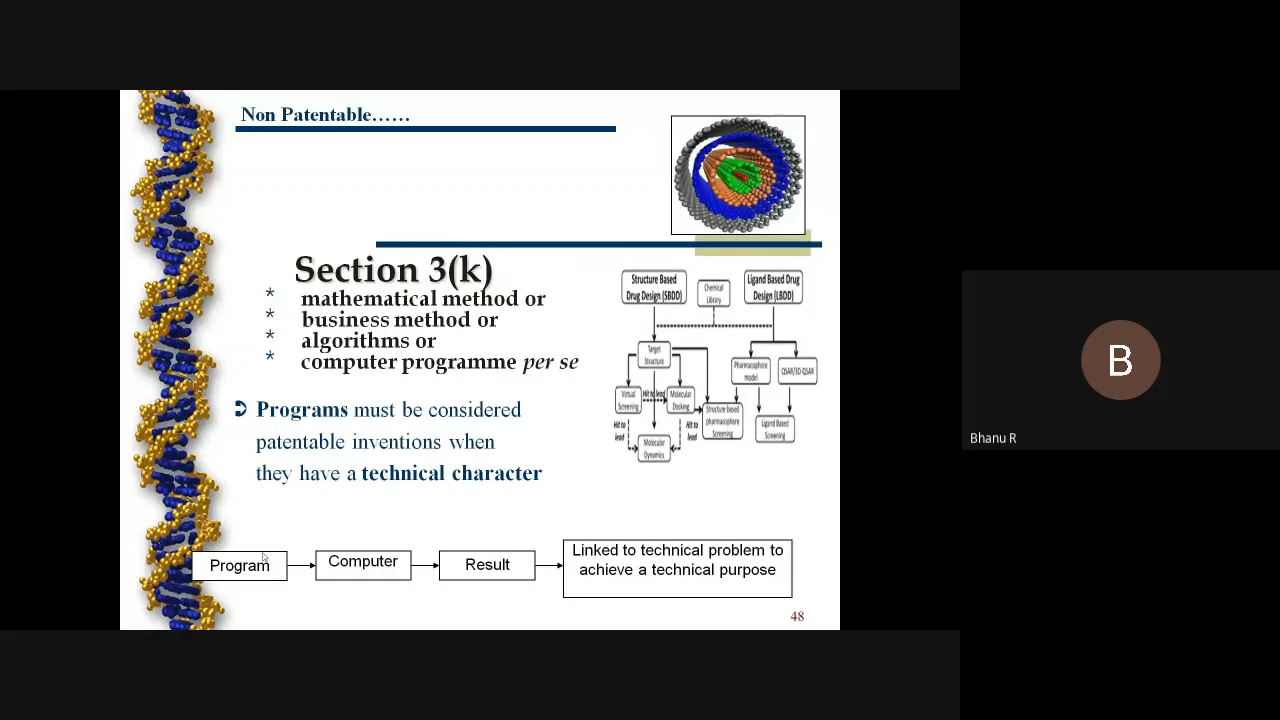 Non Patentable……
Section 3(k)
* mathematical method or
* business method or
* algorithms or
* computer programme per se
Programs must be considered
patentable inventions when
they have a technical character
Structure Based
Drug Design (SBDD)
Chemical
Library
Ligand Based Drug
Design (LBDD)
Target
Structure
Pharmacophore
model
QSAR/3D-QSAR
Virtual
Screening
Hit to lead
Molecular
Docking
Structure based
pharmacophore
Screening
Ligand Based
Screening
Hit to
lead
Hit to
lead
Molecular
Dynamics
Program
Computer
Result
Linked to technical problem to
achieve a technical purpose
48
B
Bhanu R